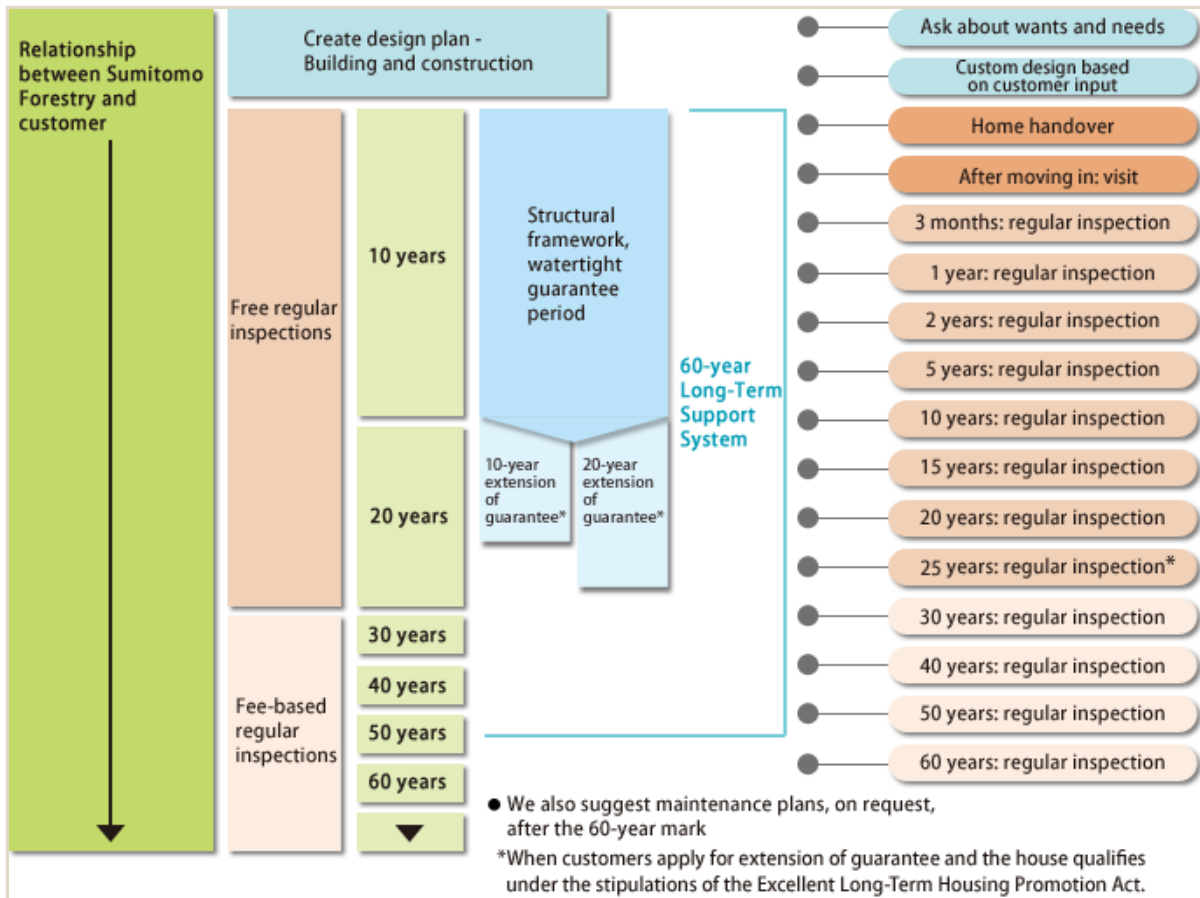 Relationship
between Sumitomo
Forestry and
customer
Create design plan -
Building and construction
Free regular
inspections
Fee-based
regular
inspections
10 years
20 years
30 years
40 years
50 years
60 years
Structural
framework,
watertight
guarantee
period
10-year
extension
of
guarantee*
20-year
extension
of
guarantee*
60-year
Long-Term
Support
System
Ask about wants and needs
Custom design based
on customer input
Home handover
After moving in: visit
3 months: regular inspection
1 year: regular inspection
2 years: regular inspection
5 years: regular inspection
10 years: regular inspection
15 years: regular inspection
20 years: regular inspection
25 years: regular inspection*
30 years: regular inspection
40 years: regular inspection
50 years: regular inspection
60 years: regular inspection
● We also suggest maintenance plans, on request,
after the 60-year mark
*When customers apply for extension of guarantee and the house qualifies
under the stipulations of the Excellent Long-Term Housing Promotion Act.